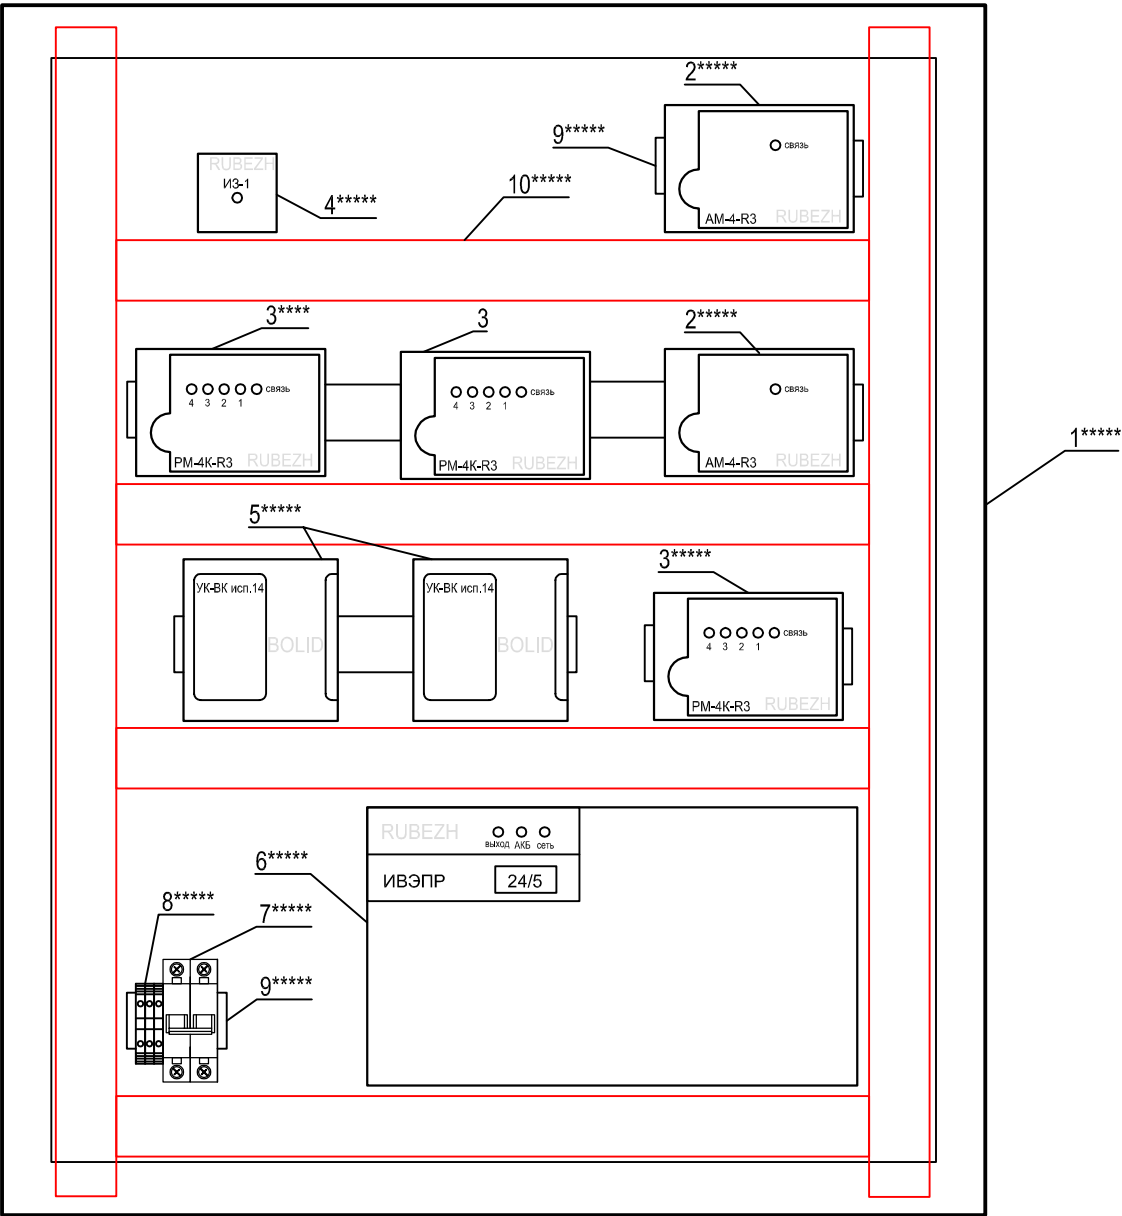 2*****
9*****
связь
RUBEZH
ИЗ-1
4*****
10*****
АМ-4-R3 RUBEZH
3****
3
2*****
связь
4 3 2 1
связь
4 3 2 1
связь
РМ-4К-R3 RUBEZH
РМ-4К-R3 RUBEZH
АМ-4-R3 RUBEZH
1*****
5*****
3*****
УК-ВК исп.14
УК-ВК исп.14
BOLID
BOLID
связь
4 3 2 1
РМ-4К-R3 RUBEZH
RUBEZH
выход АКБ сеть
6*****
ИВЭПР 24/5
8*****
7*****
9*****